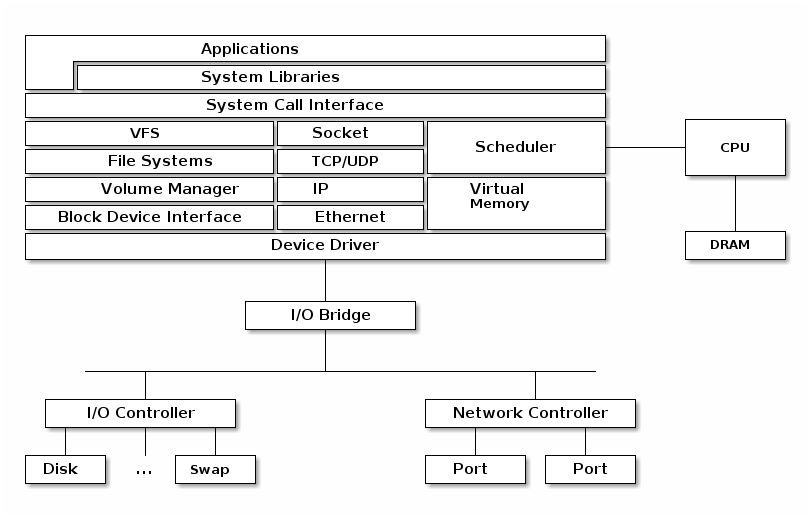 Applications
System Libraries
System Call Interface
VFS
Socket
Scheduler
CPU
File Systems
TCP/UDP
Volume Manager
IP
Virtual
Memory
Block Device Interface
Ethernet
Device Driver
DRAM
I/O Bridge
I/O Controller
Network Controller
Disk
...
Swap
Port
Port